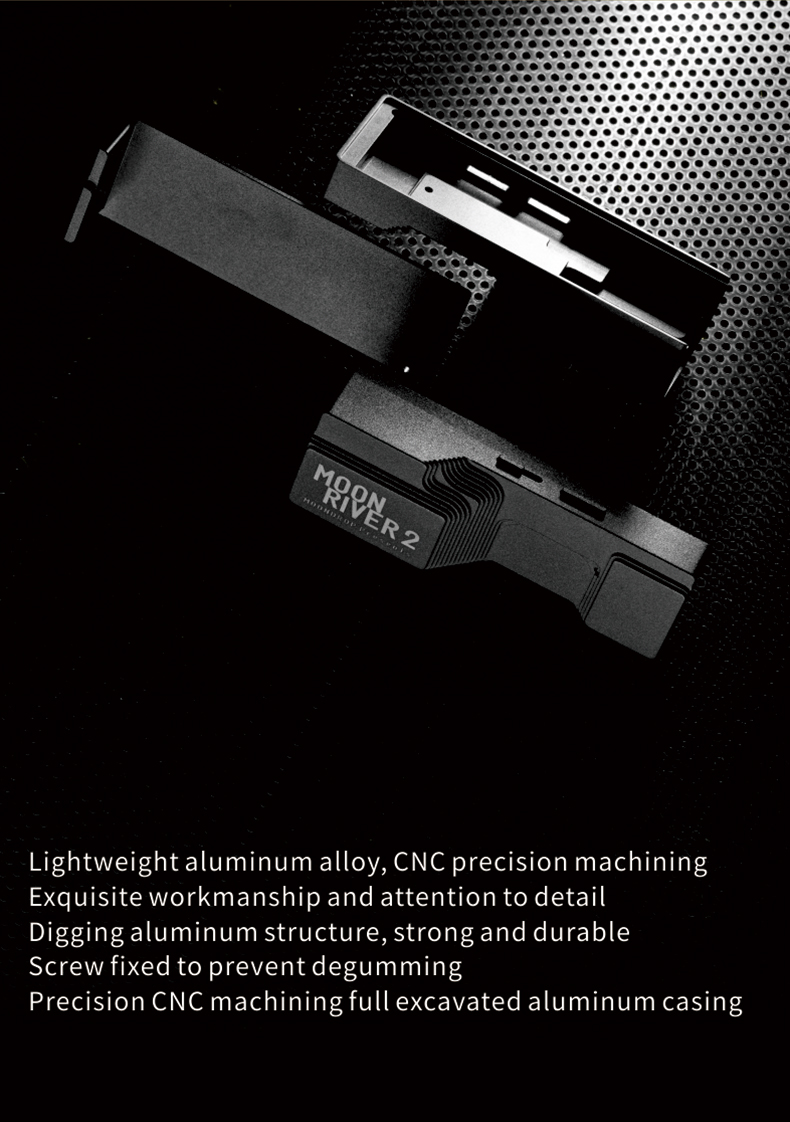 MOON
RIVER 2
MOONDROP
Lightweight aluminum alloy, CNC precision machining
Exquisite workmanship and attention to detail
Digging aluminum structure, strong and durable
Screw fixed to prevent degumming
Precision CNC machining full excavated aluminum casing